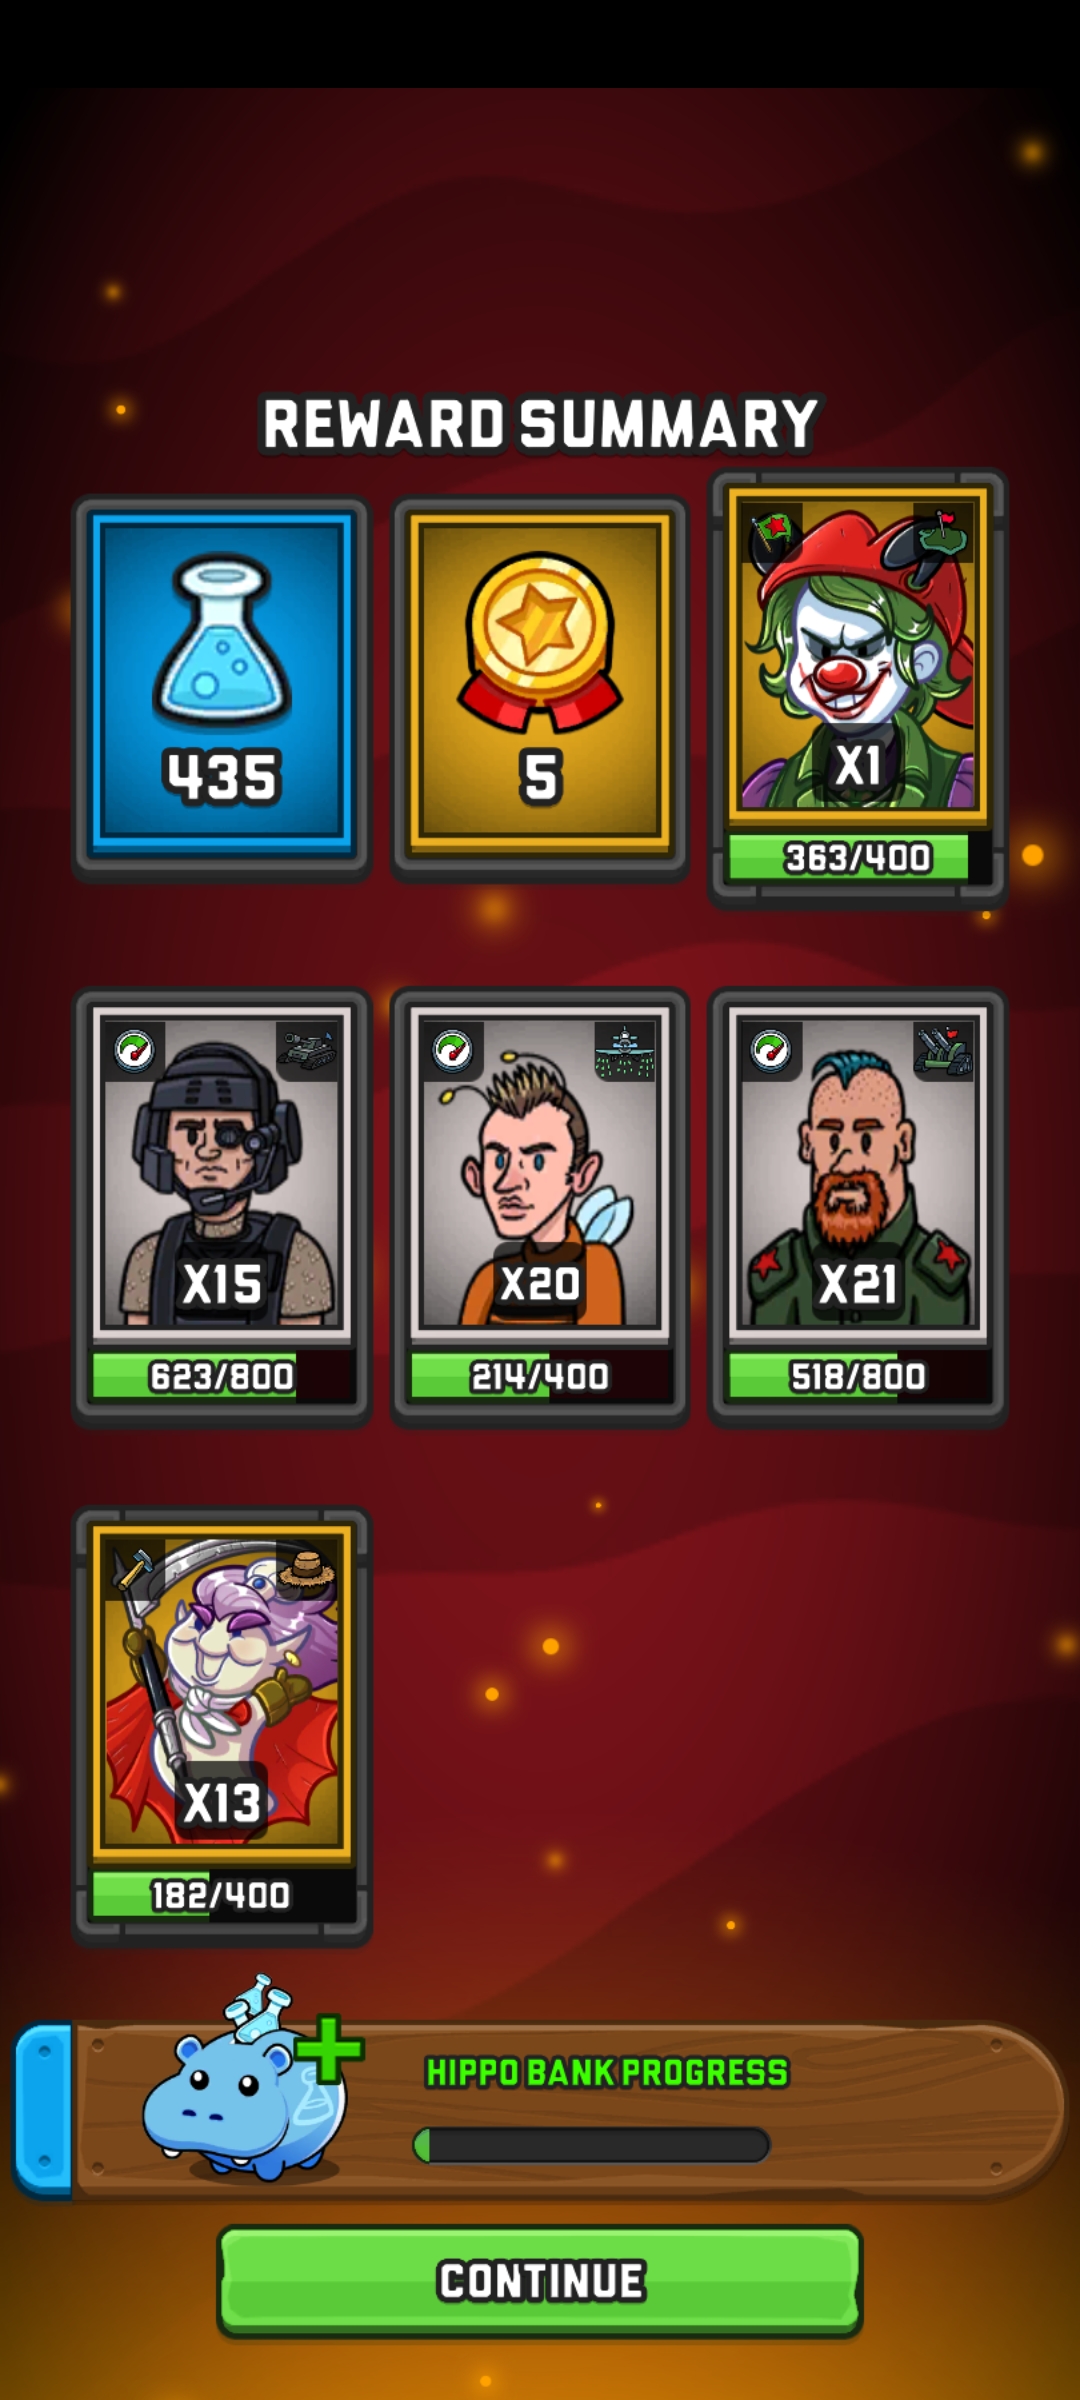 REWARD SUMMARY
435
5
X1
363/400
X15
X20
X21
623/800
214/400
518/800
X13
182/400
HIPPO BANK PROGRESS
CONTINUE